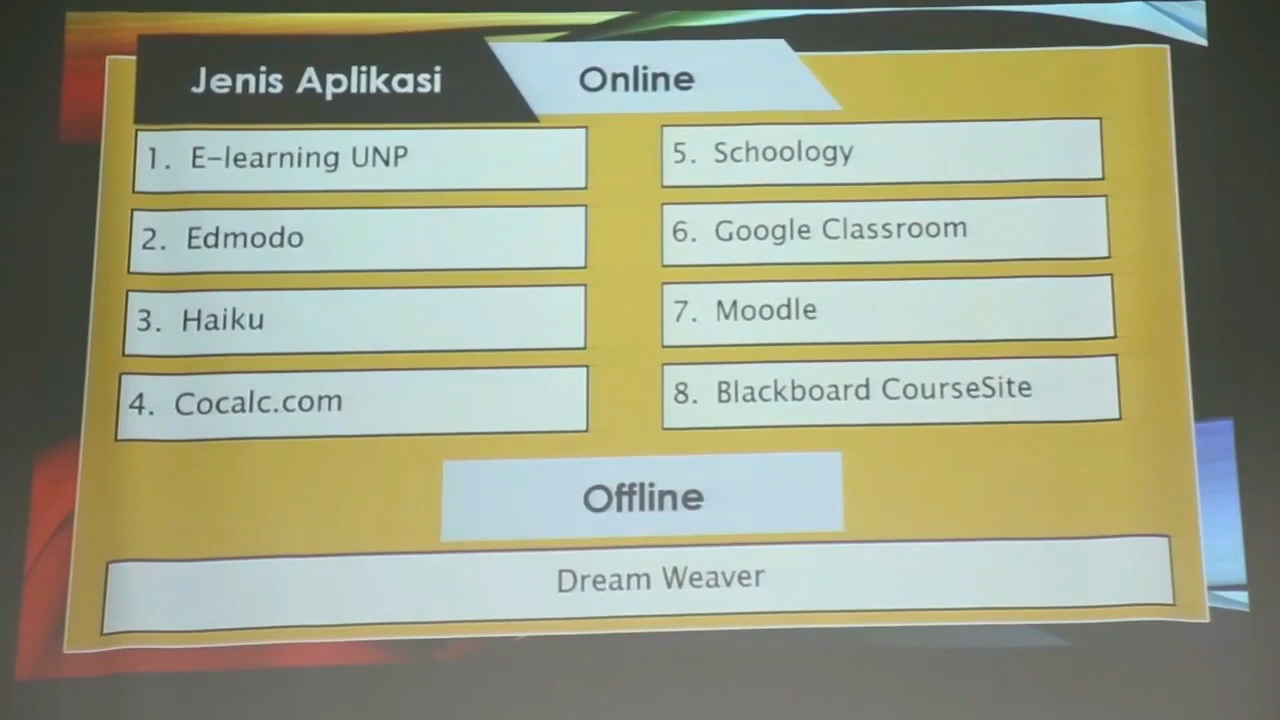 Jenis Aplikasi
Online
1. E-learning UNP
2. Edmodo
3. Haiku
4. Cocalc.com
5. Schoology
6. Google Classroom
7. Moodle
8. Blackboard CourseSite
Offline
Dream Weaver